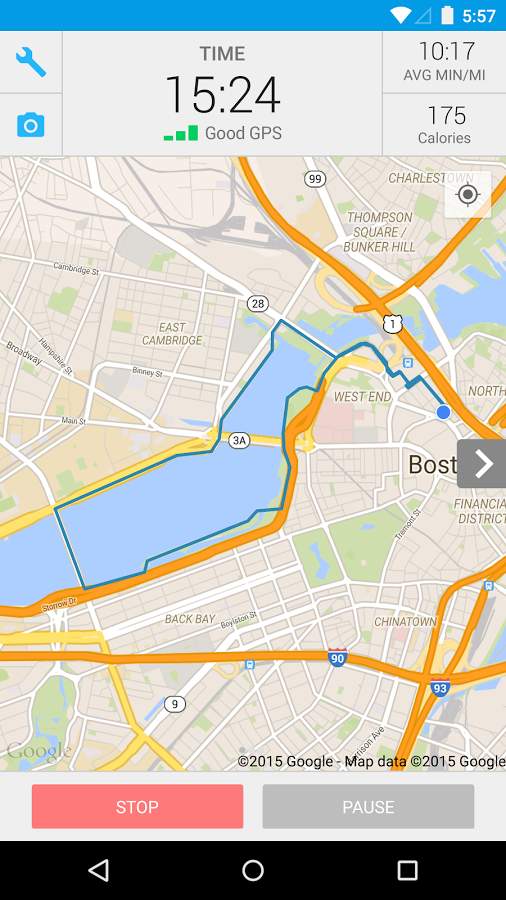 5:57
TIME
15:24
Good GPS
10:17
AVG MIN/MI
175
Calories
99
CHARLESTOWN
THOMPSON
SQUARE /
BUNKER HILL
Cambridge St
28
1
EAST
CAMBRIDGE
Broadway
Hampshire St
Binney St
WEST END
NORTH
Main St
3A
Bost
FINANCIA
DISTRICT
Tremont St
Storrow Dr
BACK BAY
Boylston St
CHINATOWN
90
93
9
Google
rrison Ave
©2015 Google - Map data ©2015 Google
STOP
PAUSE